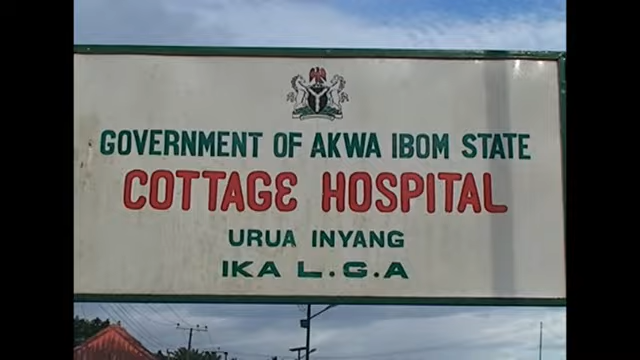 GOVERNMENT OF AKWA IBOM STATE
COTTAGE HOSPITAL
URUA INYANG
IKA L.G.A